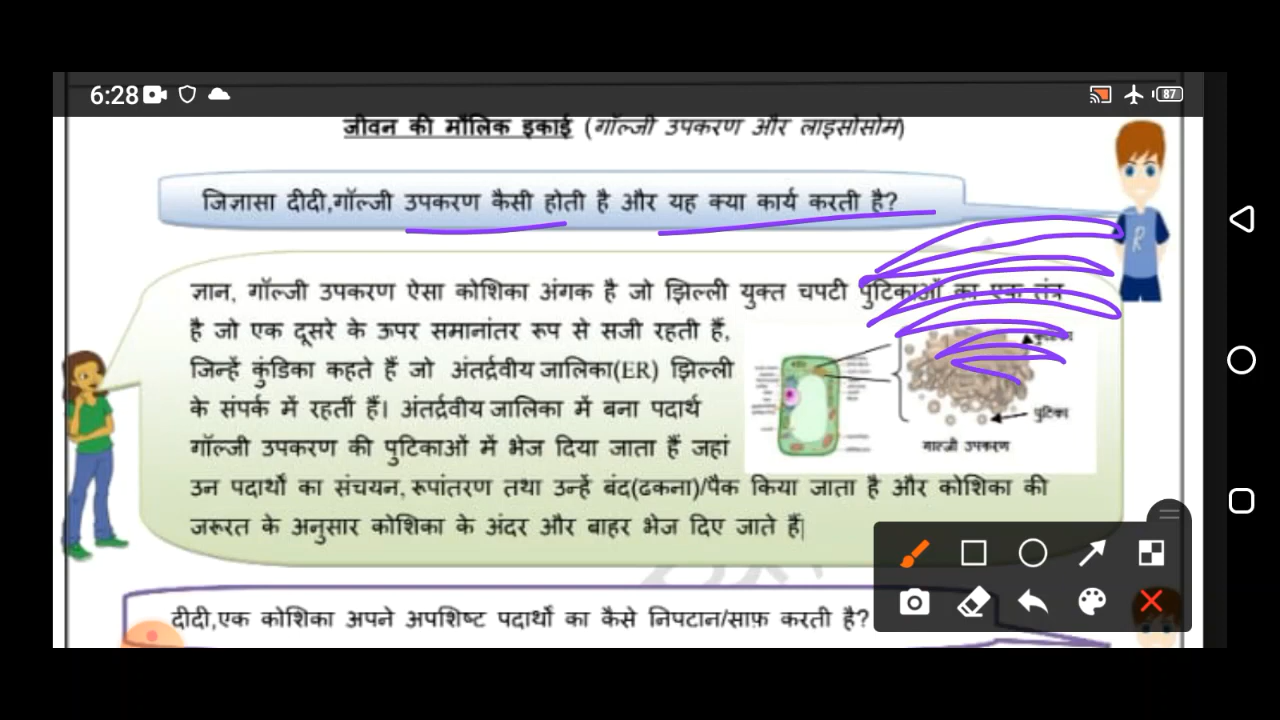 6:28
87
जीवन की मौलिक इकाई (गॉल्जी उपकरण और लाइसोसोम)
जिज्ञासा दीदी,गॉल्जी उपकरण कैसी होती है और यह क्या कार्य करती है?
R
ज्ञान, गॉल्जी उपकरण ऐसा कोशिका अंगक है जो झिल्ली युक्त चपटी पुटिकाओं का एक तंत्र
है जो एक दूसरे के ऊपर समानांतर रूप से सजी रहती हैं,
जिन्हें कुंडिका कहते हैं जो अंतर्द्रवीय जालिका(ER) झिल्ली
के संपर्क में रहतीं हैं। अंतर्द्रवीय जालिका में बना पदार्थ
गॉल्जी उपकरण की पुटिकाओं में भेज दिया जाता हैं जहां
उन पदार्थों का संचयन, रूपांतरण तथा उन्हें बंद(ढकना)/पैक किया जाता है और कोशिका की
जरूरत के अनुसार कोशिका के अंदर और बाहर भेज दिए जाते हैं|
पुटिका
गाल्जी उपकरण
दीदी,एक कोशिका अपने अपशिष्ट पदार्थों का कैसे निपटान/साफ़ करती है?